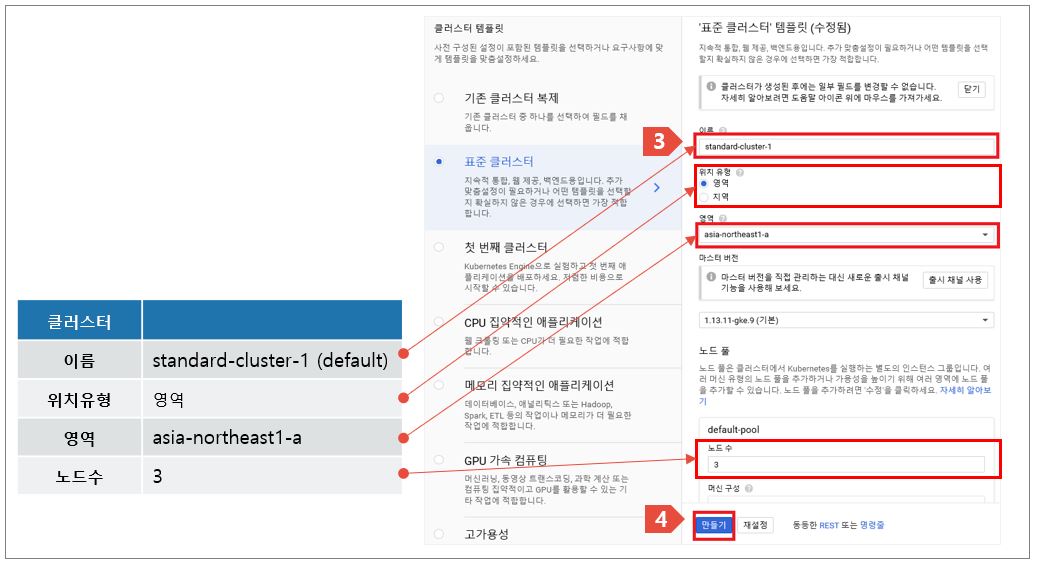 클러스터 템플릿
사전 구성된 설정이 포함된 템플릿을 선택하거나 요구사항에 맞
게 템플릿을 맞춤설정하세요.
기존 클러스터 복제
기존 클러스터 중 하나를 선택하여 필드를 채
웁니다.
표준 클러스터
지속적 통합, 웹 제공, 백엔드용입니다. 추가
맞춤설정이 필요하거나 어떤 템플릿을 선택할
지 확실하지 않은 경우에 선택하면 가장 적합
합니다.
첫 번째 클러스터
Kubernetes Engine으로 실험하고 첫 번째 애
플리케이션을 배포하세요. 저렴한 비용으로
시작할 수 있습니다.
CPU 집약적인 애플리케이션
웹 크롤링 또는 CPU가 더 필요한 작업에 적합
합니다.
메모리 집약적인 애플리케이션
데이터베이스, 애널리틱스 또는 Hadoop,
Spark, ETL 등의 작업이나 메모리가 더 필요한
작업에 적합합니다.
GPU 가속 컴퓨팅
머신러닝, 동영상 트랜스코딩, 과학 계산 또는
컴퓨팅 집약적이고 GPU를 활용할 수 있는 기
타 작업에 적합합니다.
고가용성
'표준 클러스터' 템플릿 (수정됨)
지속적 통합, 웹 제공, 백엔드용입니다. 추가 맞춤설정이 필요하거나 어떤 템플릿을 선택
할지 확실하지 않은 경우에 선택하면 가장 적합합니다.
클러스터가 생성된 후에는 일부 필드를 변경할 수 없습니다.
자세히 알아보려면 도움말 아이콘 위에 마우스를 가져가세요.
닫기
3
이름
standard-cluster-1
위치 유형
영역
지역
영역
asia-northeast1-a
마스터 버전
마스터 버전을 직접 관리하는 대신 새로운 출시 채널
기능을 사용해 보세요.
출시 채널 사용
1.13.11-gke.9 (기본)
노드 풀
노드 풀은 클러스터에서 Kubernetes를 실행하는 별도의 인스턴스 그룹입니다. 여
러 머신 유형의 노드 풀을 추가하거나 가용성을 높이기 위해 여러 영역에 노드 풀
을 추가할 수 있습니다. 노드 풀을 추가하려면 '수정'을 클릭하세요. 자세히 알아보
기
default-pool
노드 수
3
머신 구성
4
만들기 재설정 동등한 REST 또는 명령줄
클러스터
이름 standard-cluster-1 (default)
위치유형 영역
영역 asia-northeast1-a
노드수 3